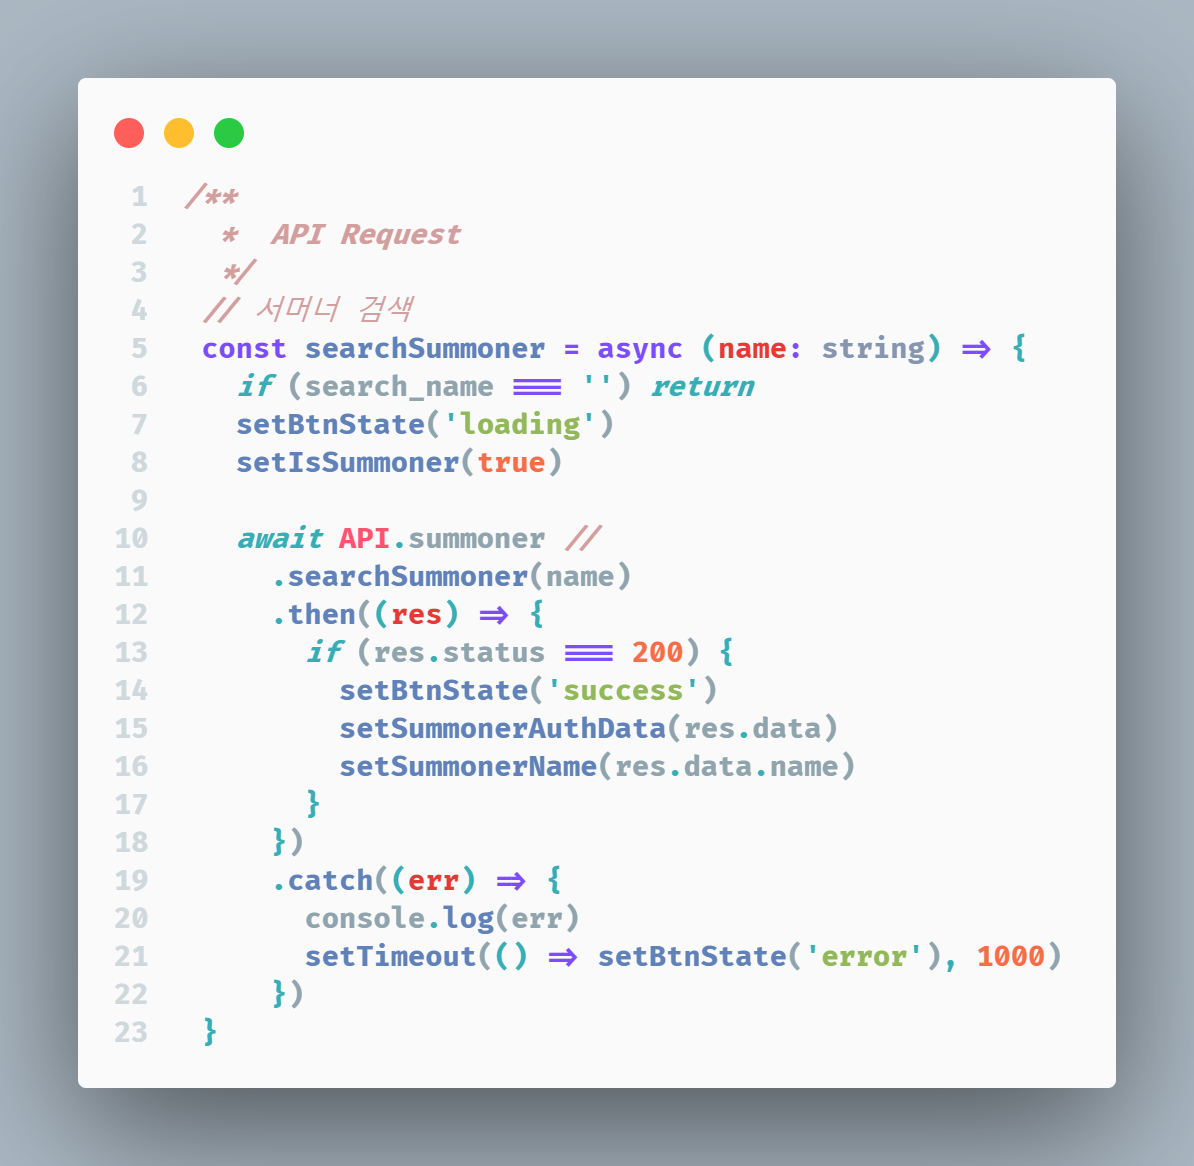 1 /**
2 * API Request
3 */
4 // 서머너 검색
5 const searchSummoner = async (name: string) => {
6 if (search_name === '') return
7 setBtnState('loading')
8 setIsSummoner(true)
9
10 await API.summoner //
11 .searchSummoner(name)
12 .then((res) => {
13 if (res.status === 200) {
14 setBtnState('success')
15 setSummonerAuthData(res.data)
16 setSummonerName(res.data.name)
17 }
18 })
19 .catch((err) => {
20 console.log(err)
21 setTimeout(() => setBtnState('error'), 1000)
22 })
23 }